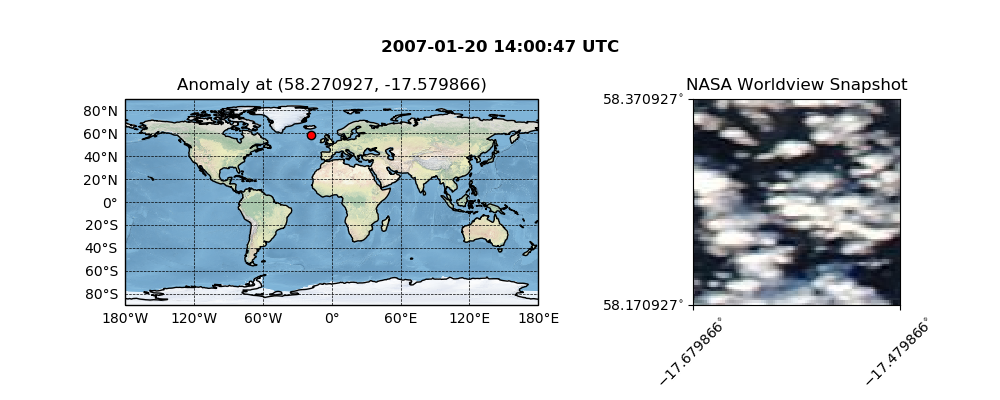 2007-01-20 14:00:47 UTC
Anomaly at (58.270927, -17.579866)
80°N
60°N
40°N
20°N
0°
20°S
40°S
60°S
80°S
180°W 120°W 60°W 0° 60°E 120°E 180°E
NASA Worldview Snapshot
58.370927°
58.170927°
−17.679866°
−17.479866°